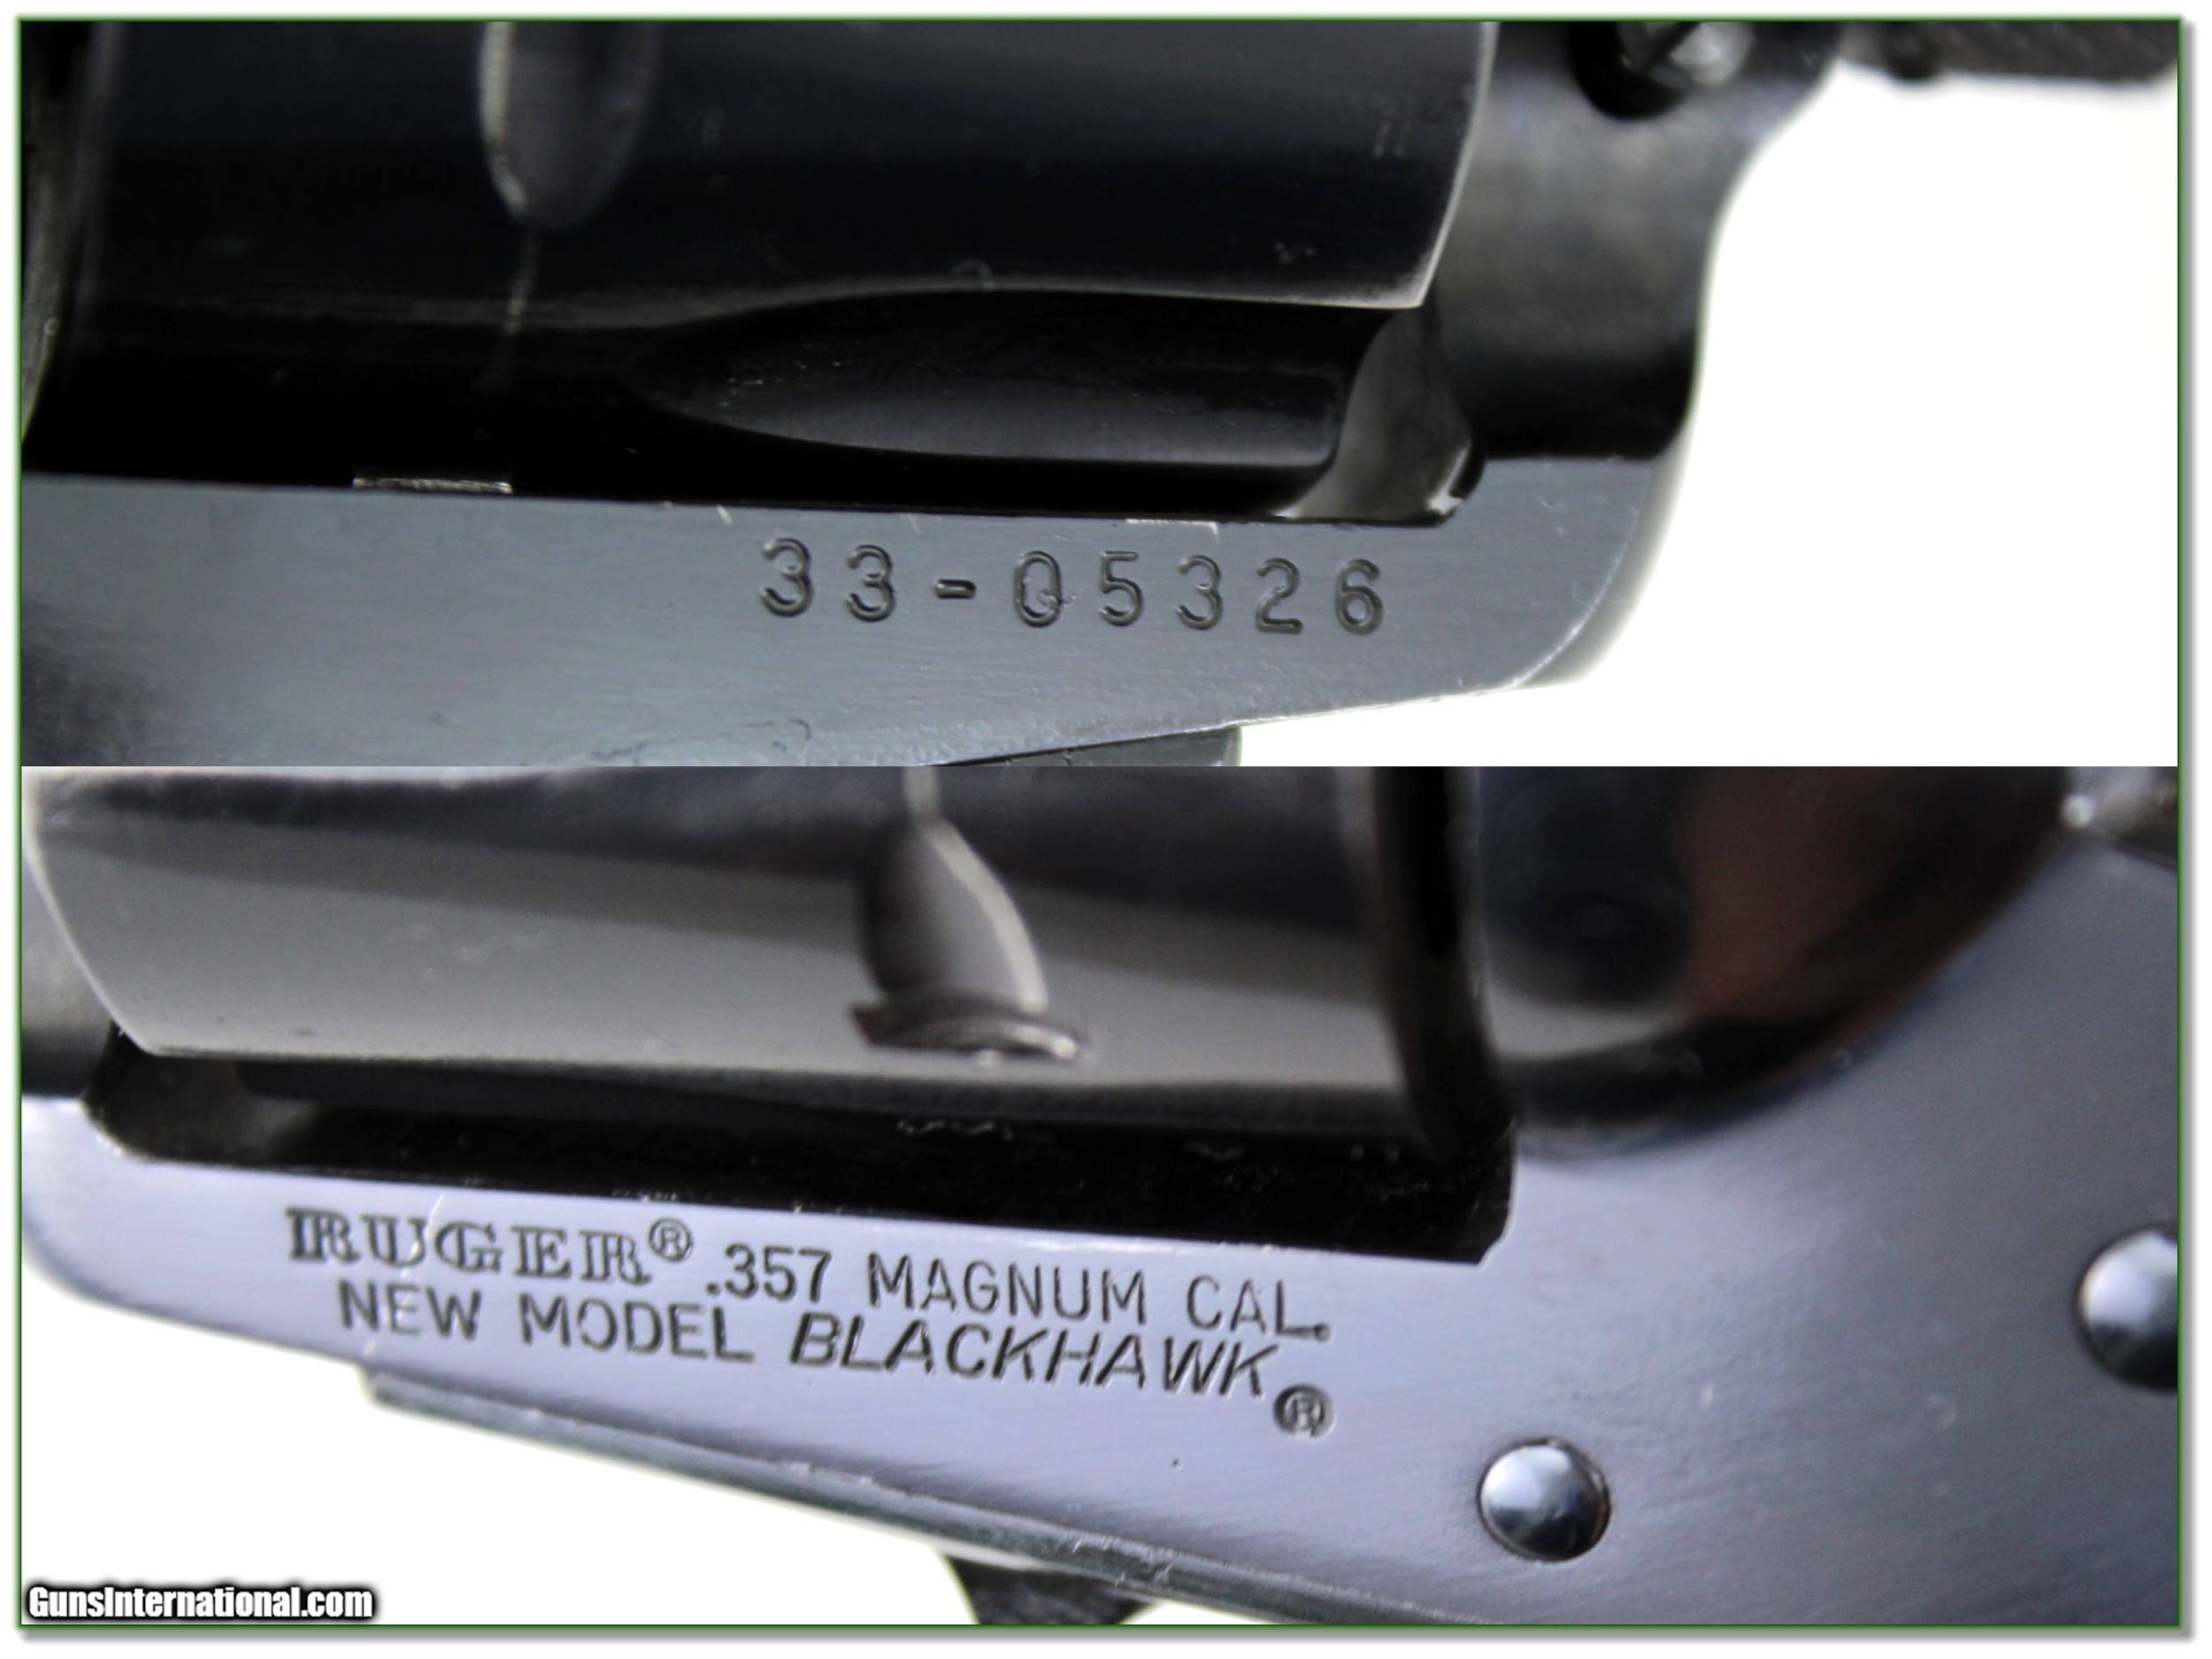 33-05326
RUGER® .357 MAGNUM CAL.
NEW MODEL BLACKHAWK®
GunsInternational.com